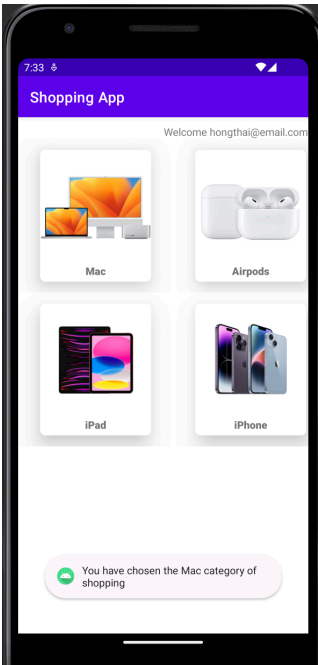 7:33
Shopping App
Welcome hongthai@email.com
Mac
Airpods
iPad
iPhone
You have chosen the Mac category of
shopping